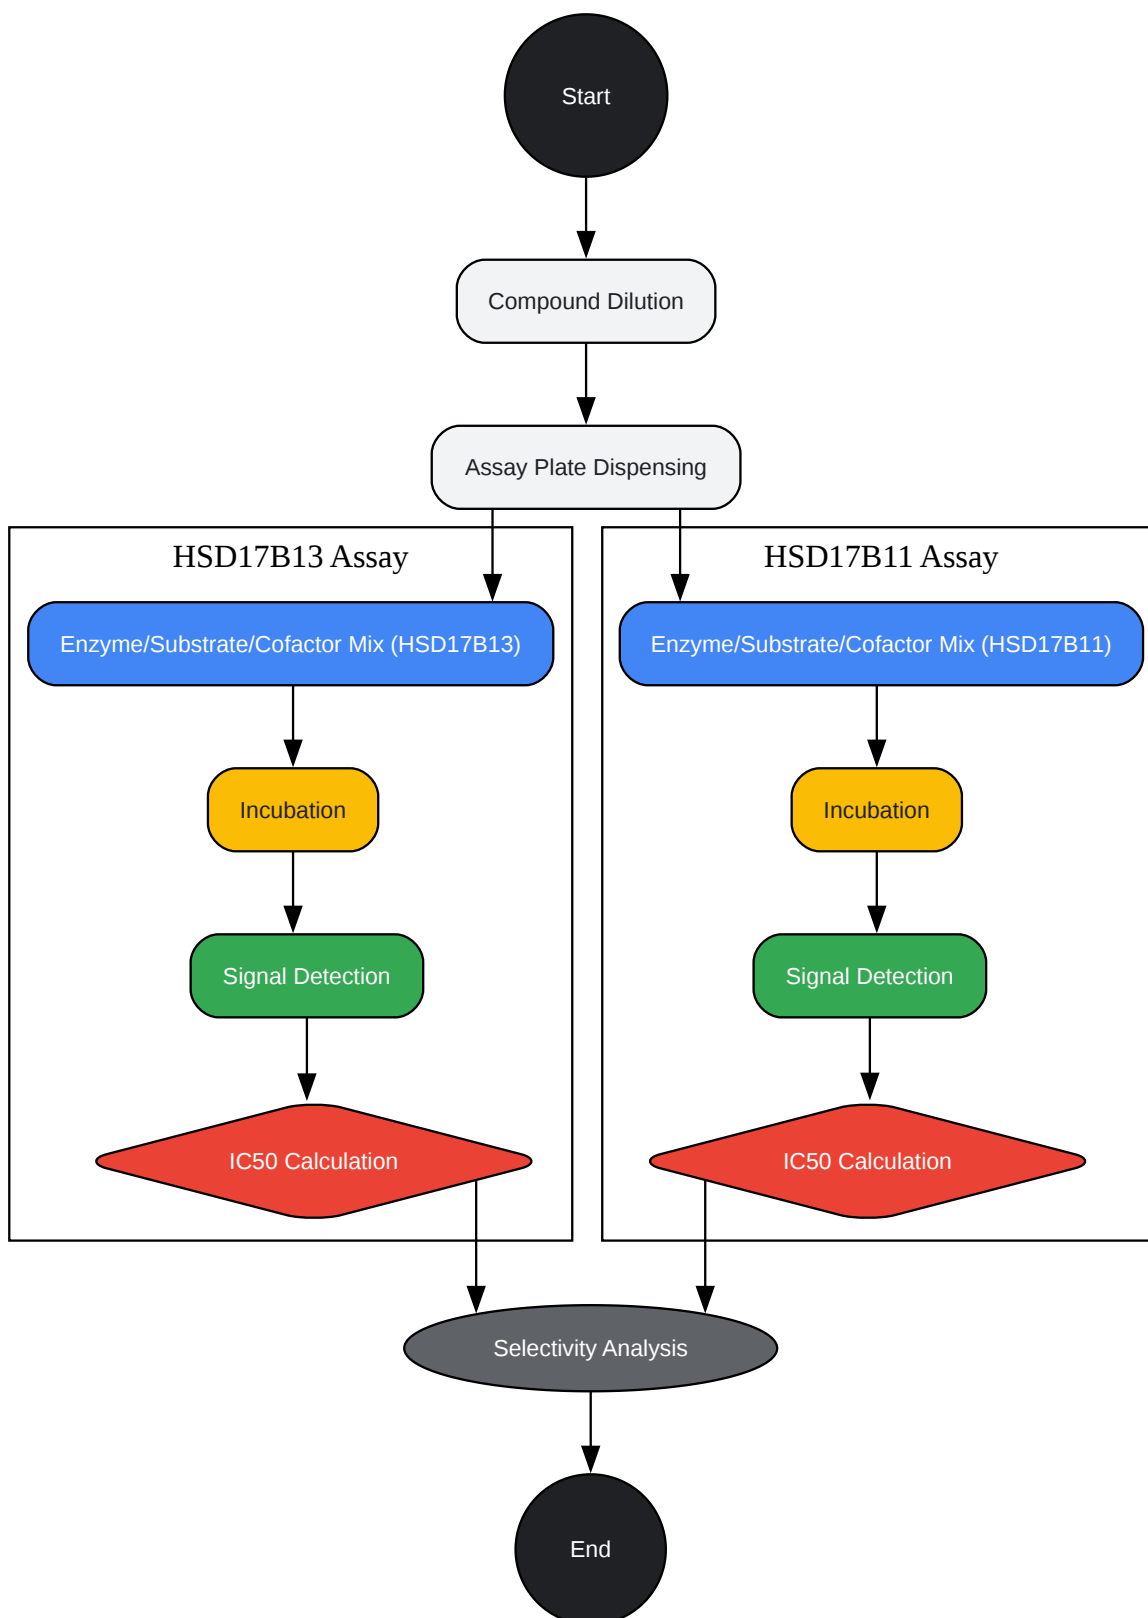 Start
Compound Dilution
Assay Plate Dispensing
HSD17B13 Assay
Enzyme/Substrate/Cofactor Mix (HSD17B13)
Incubation
Signal Detection
IC50 Calculation
HSD17B11 Assay
Enzyme/Substrate/Cofactor Mix (HSD17B11)
Incubation
Signal Detection
IC50 Calculation
Selectivity Analysis
End